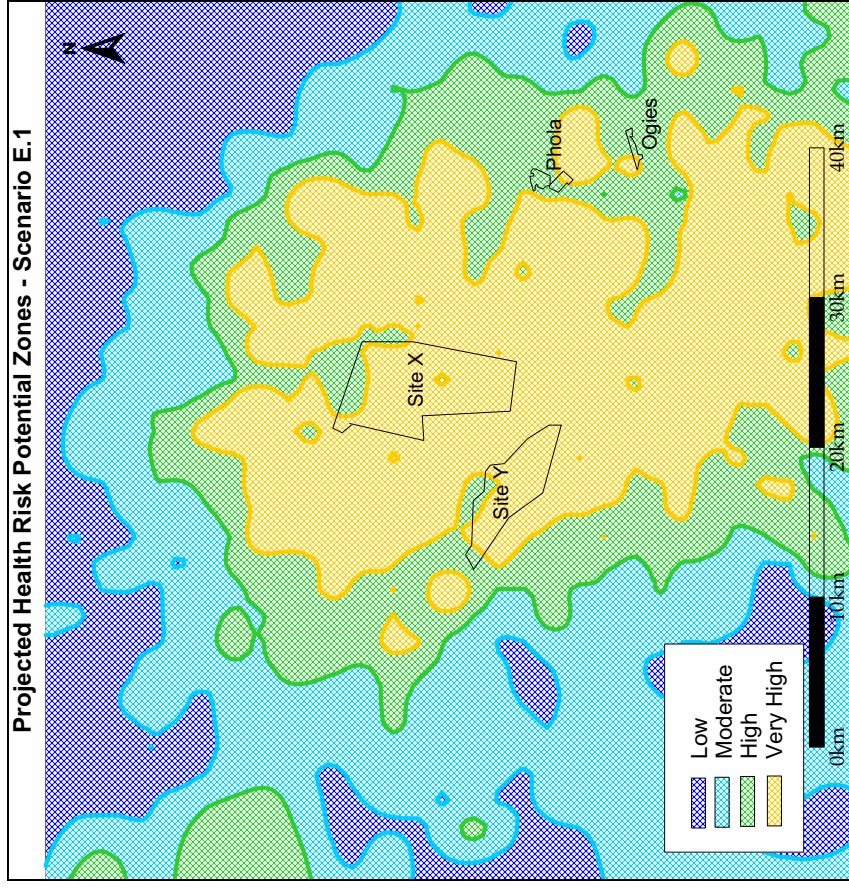 Projected Health Risk Potential Zones - Scenario E.1
N
Phola
Ogies
Site X
Site Y
Low
Moderate
High
Very High
0km
10km
20km
30km
40km